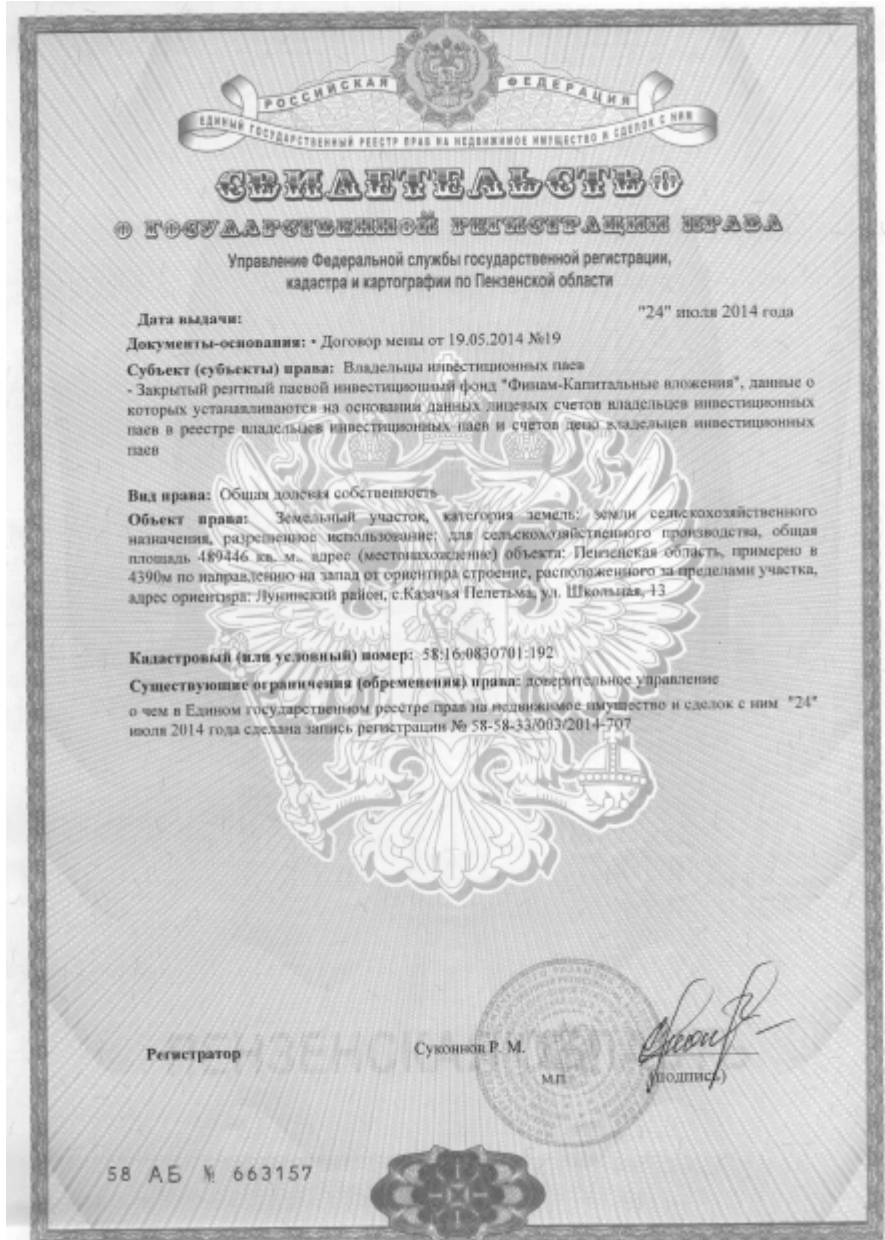 РОССИЙСКАЯ ФЕДЕРАЦИЯ
ЕДИНЫЙ ГОСУДАРСТВЕННЫЙ РЕЕСТР ПРАВ НА НЕДВИЖИМОЕ ИМУЩЕСТВО И СДЕЛОК С НИМ
СВИДЕТЕЛЬСТВО
О ГОСУДАРСТВЕННОЙ РЕГИСТРАЦИИ ПРАВА
Управление Федеральной службы государственной регистрации,
кадастра и картографии по Пензенской области
Дата выдачи: "24" июля 2014 года
Документы-основания: • Договор мены от 19.05.2014 №19
Субъект (субъекты) права: Владельцы инвестиционных паев
- Закрытый рентный паевой инвестиционный фонд "Финам-Капитальные вложения", данные о
которых устанавливаются на основании данных лицевых счетов владельцев инвестиционных
паев в реестре владельцев инвестиционных паев и счетов депо владельцев инвестиционных
паев
Вид права: Общая долевая собственность
Объект права: Земельный участок, категория земель: земли сельскохозяйственного
назначения, разрешенное использование: для сельскохозяйственного производства, общая
площадь 489446 кв. м., адрес (местонахождение) объекта: Пензенская область, примерно в
4390м по направлению на запад от ориентира строение, расположенного за пределами участка,
адрес ориентира: Лунинский район, с.Казачья Пелетьма, ул. Школьная, 13
Кадастровый (или условный) номер: 58:16:0830701:192
Существующие ограничения (обременения) права: доверительное управление
о чем в Едином государственном реестре прав на недвижимое имущество и сделок с ним "24"
июля 2014 года сделана запись регистрации № 58-58-33/003/2014-707
Регистратор Суконнов Р. М.
М.П. (подпись)
58 АБ № 663157